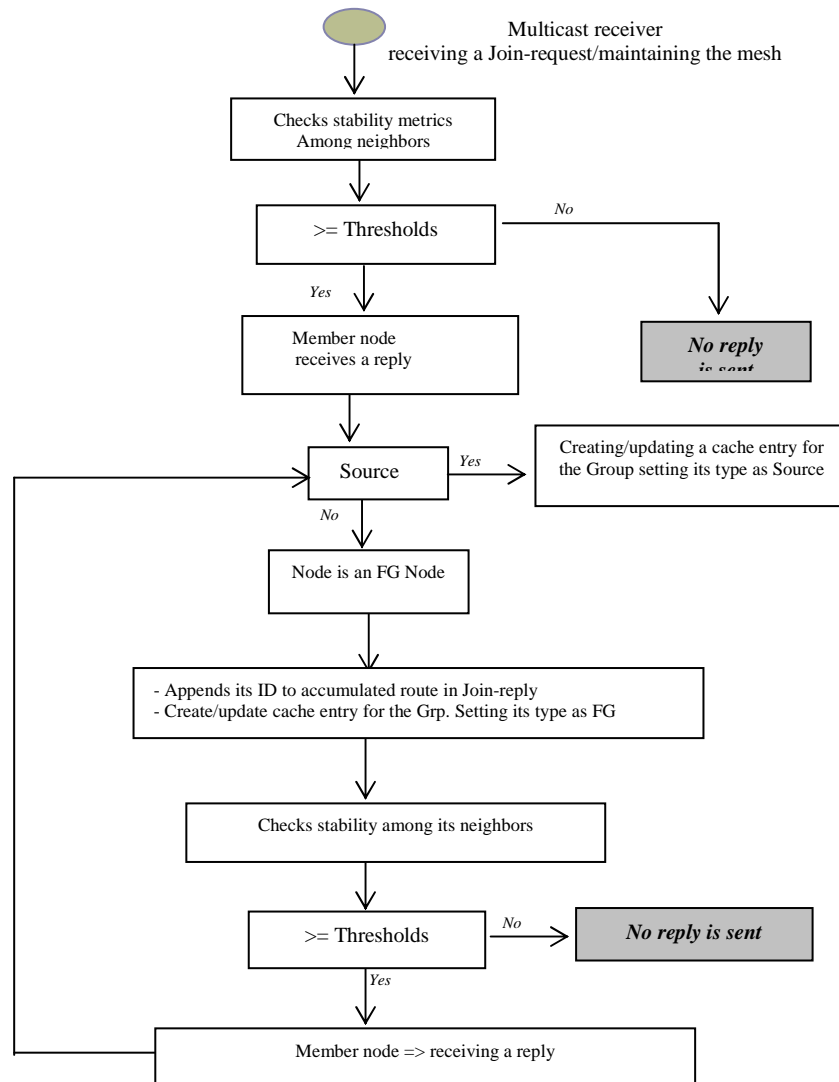 Multicast receiver
receiving a Join-request/maintaining the mesh
Checks stability metrics
Among neighbors
>= Thresholds
No
Yes
Member node
receives a reply
No reply
is sent
Source
Yes
Creating/updating a cache entry for
the Group setting its type as Source
No
Node is an FG Node
- Appends its ID to accumulated route in Join-reply
- Create/update cache entry for the Grp. Setting its type as FG
Checks stability among its neighbors
>= Thresholds
No
No reply is sent
Yes
Member node => receiving a reply